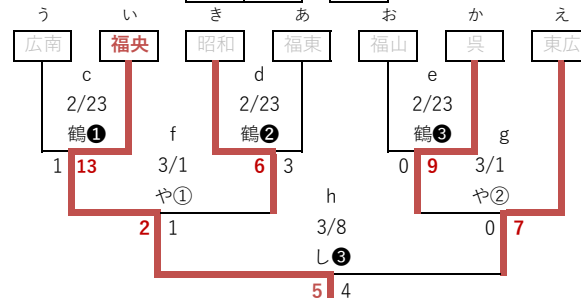 う い き あ お か え
広南 福央 昭和 福東 福山 呉 東広
c d e
2/23 2/23 2/23
鶴❶ f 鶴❷ 鶴❸ g
1 13 3/1 6 3 0 9 3/1
や① や②
h
2 1 3/8 0 7
し❸
5 4